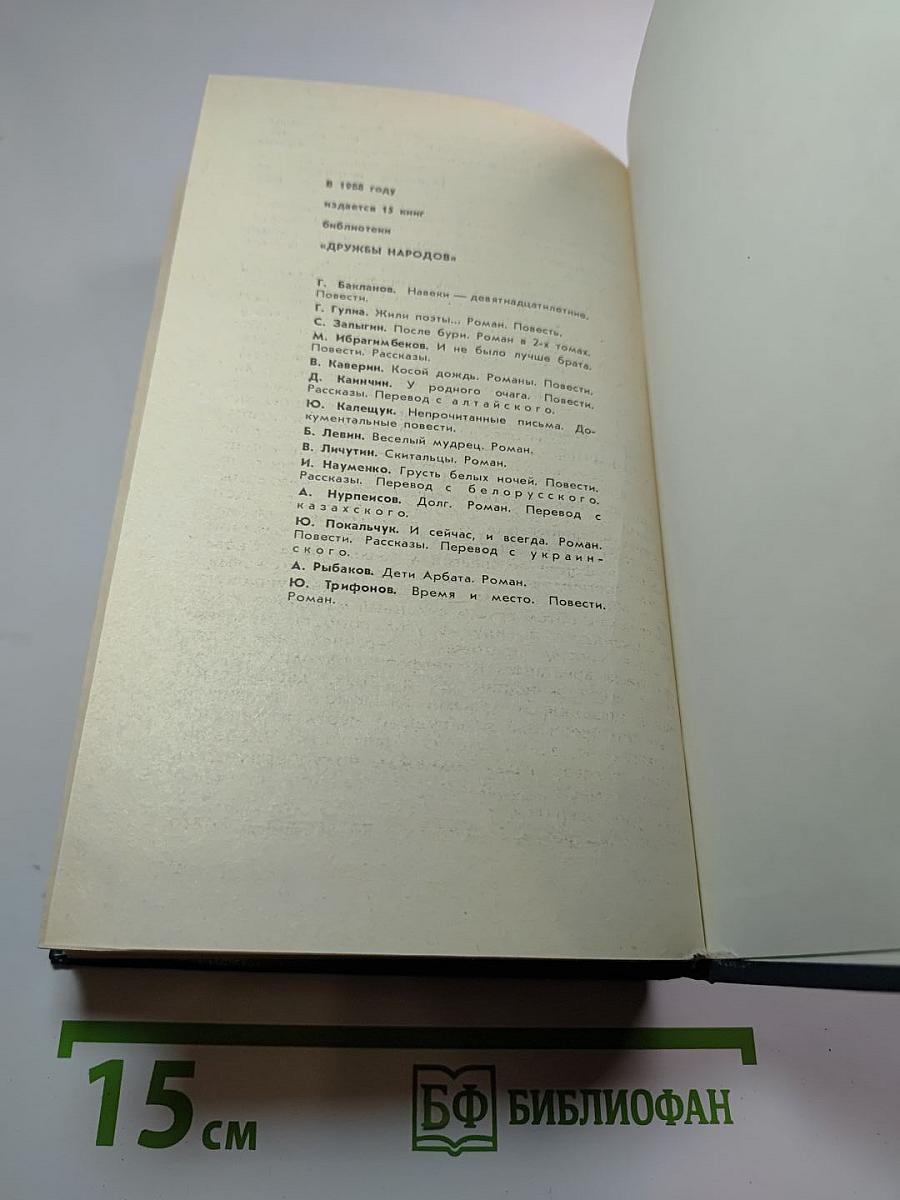 В 1988 году
издается 15 книг
библиотеки
«ДРУЖБЫ НАРОДОВ»
Г. Бакланов. Навеки — девятнадцатилетние.
Повести.
Г. Гулиа. Жили поэты... Роман. Повесть.
С. Залыгин. После бури. Роман в 2-х томах.
М. Ибрагимбеков. И не было лучше брата.
Повести. Рассказы.
В. Каверин. Косой дождь. Романы. Повести.
Д. Каинчин. У родного очага. Повести.
Рассказы. Перевод с алтайского.
Ю. Калещук. Непрочитанные письма. До-
кументальные повести.
Б. Левин. Веселый мудрец. Роман.
В. Личутин. Скитальцы. Роман.
И. Науменко. Грусть белых ночей. Повести.
Рассказы. Перевод с белорусского.
А. Нурпеисов. Долг. Роман. Перевод с
казахского.
Ю. Покальчук. И сейчас, и всегда. Роман.
Повести. Рассказы. Перевод с украин-
ского.
А. Рыбаков. Дети Арбата. Роман.
Ю. Трифонов. Время и место. Повести.
Роман.
15 см
БФ БИБЛИОФАН